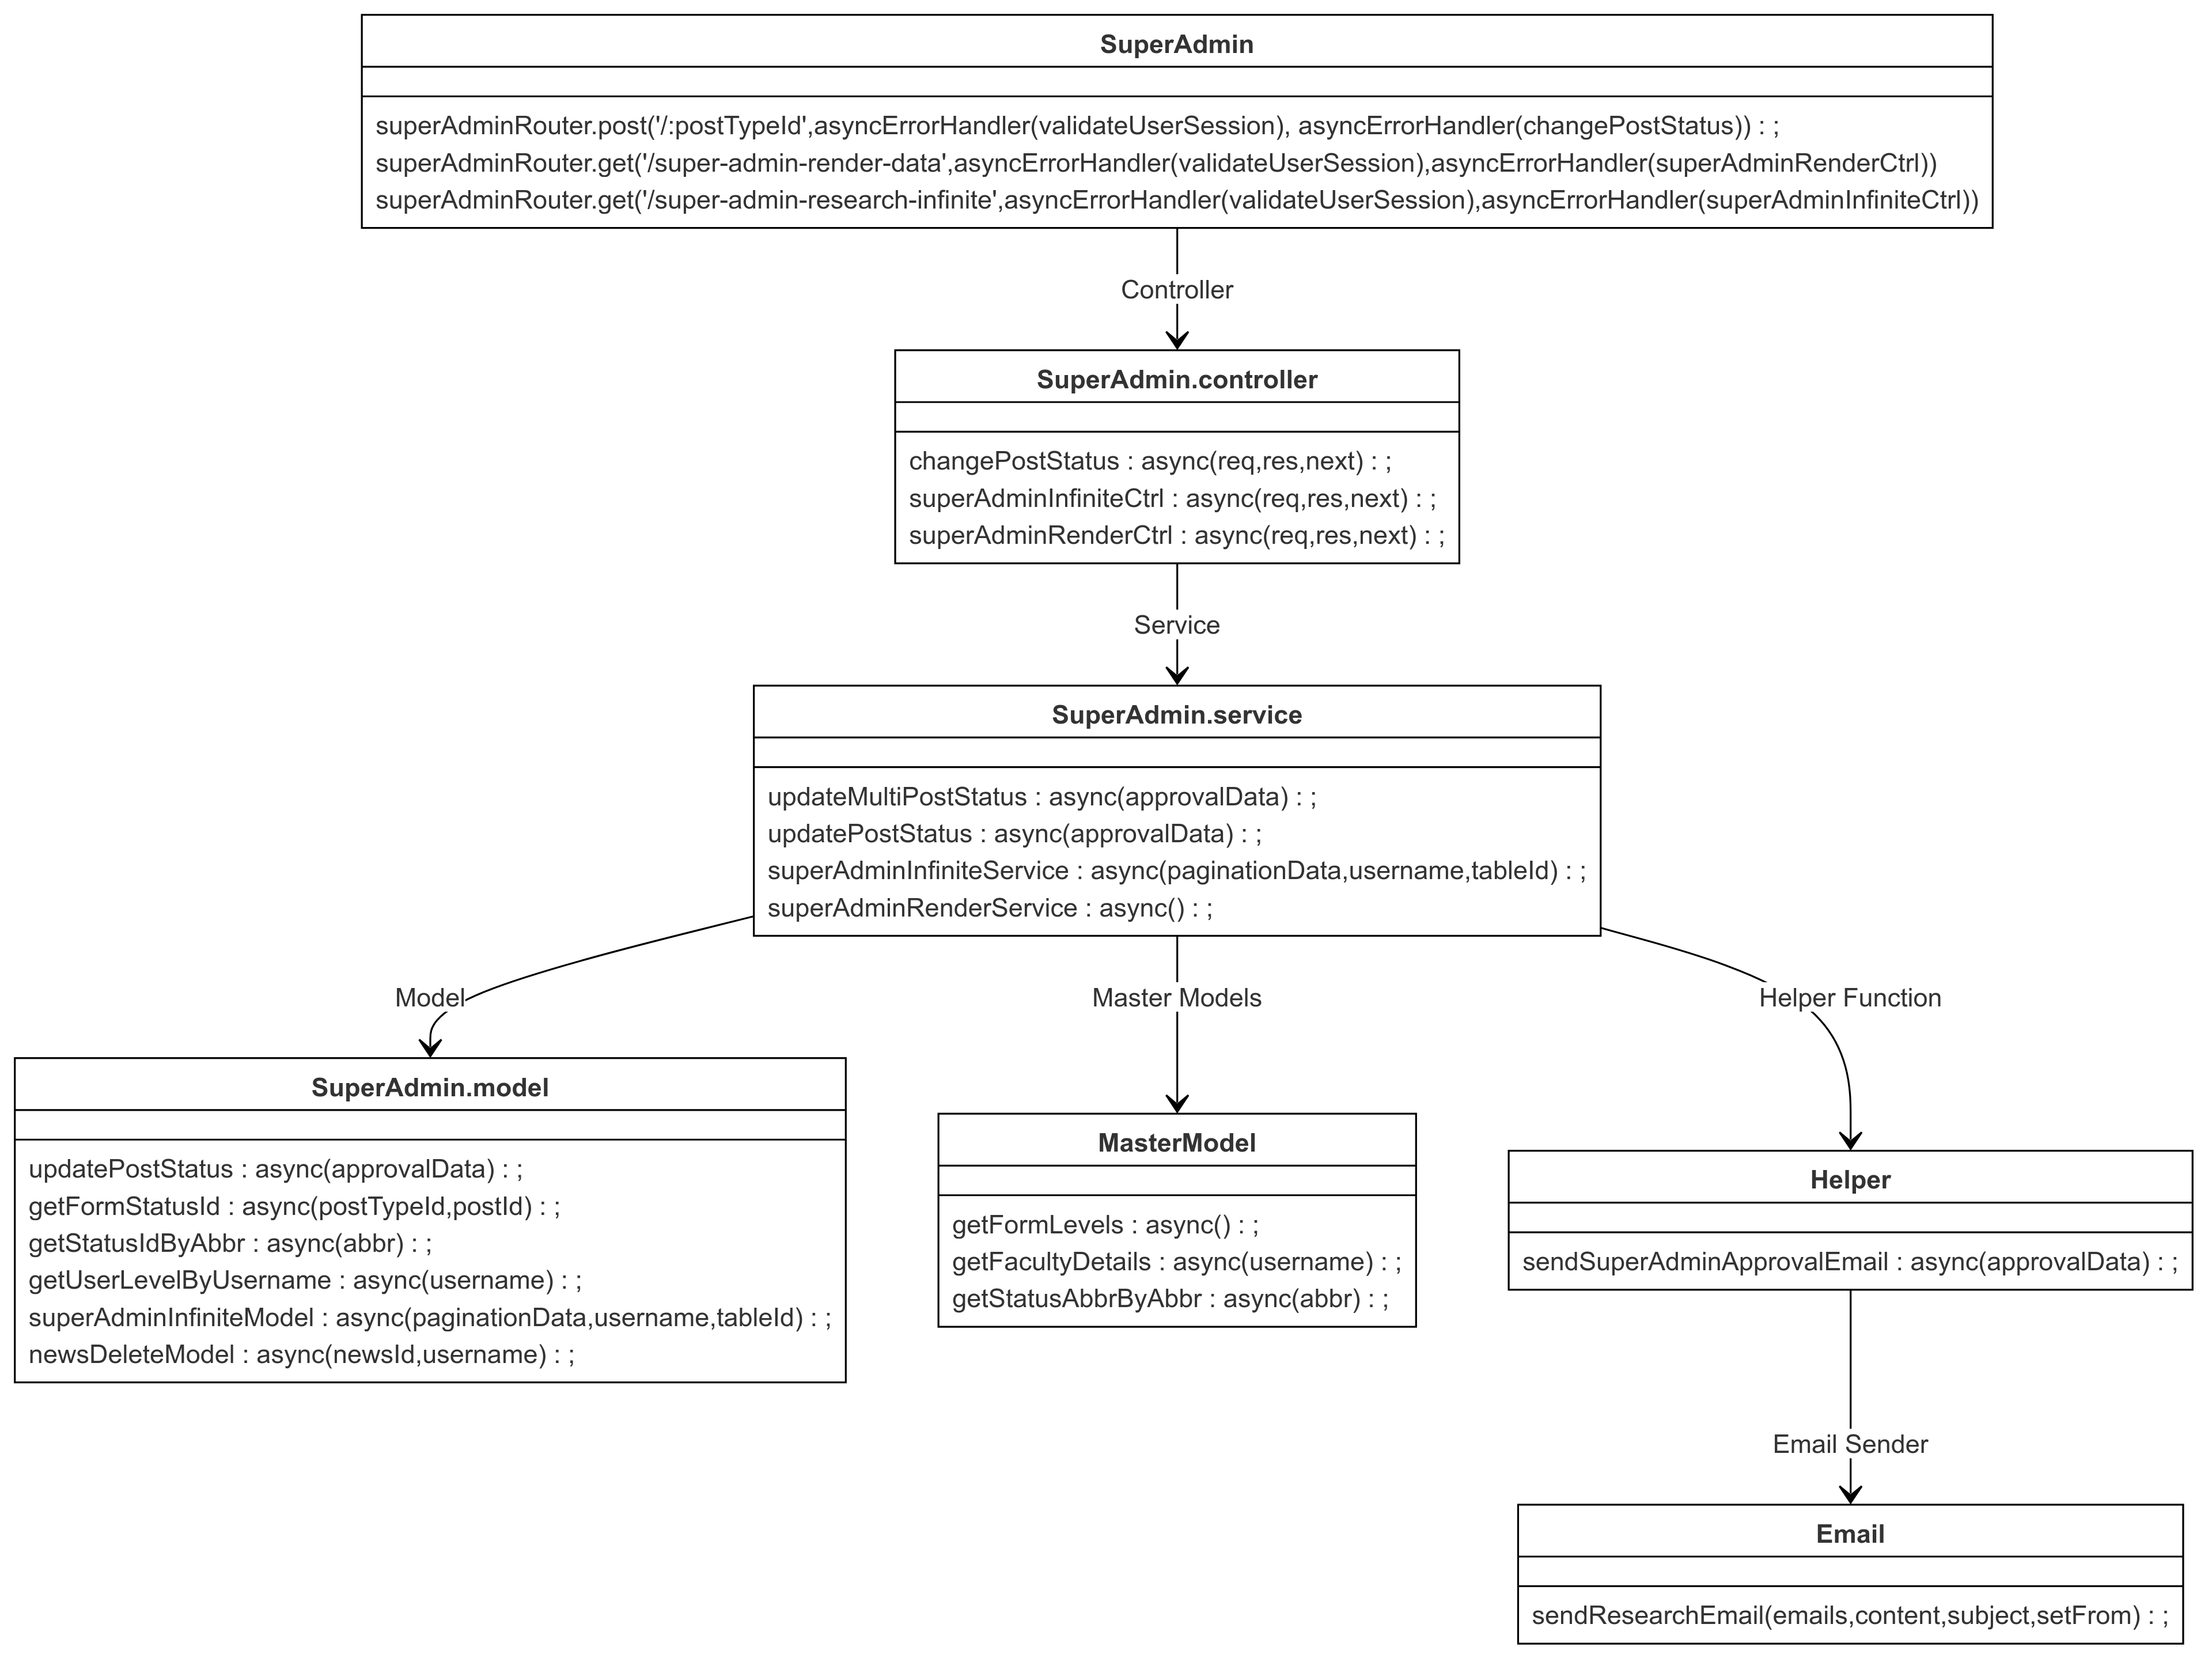 SuperAdmin
superAdminRouter.post('/:postTypeId',asyncErrorHandler(validateUserSession), asyncErrorHandler(changePostStatus)) : ;
superAdminRouter.get('/super-admin-render-data',asyncErrorHandler(validateUserSession),asyncErrorHandler(superAdminRenderCtrl))
superAdminRouter.get('/super-admin-research-infinite',asyncErrorHandler(validateUserSession),asyncErrorHandler(superAdminInfiniteCtrl))
Controller
SuperAdmin.controller
changePostStatus : async(req,res,next) : ;
superAdminInfiniteCtrl : async(req,res,next) : ;
superAdminRenderCtrl : async(req,res,next) : ;
Service
SuperAdmin.service
updateMultiPostStatus : async(approvalData) : ;
updatePostStatus : async(approvalData) : ;
superAdminInfiniteService : async(paginationData,username,tableId) : ;
superAdminRenderService : async() : ;
Model
Master Models
Helper Function
SuperAdmin.model
updatePostStatus : async(approvalData) : ;
getFormStatusId : async(postTypeId,postId) : ;
getStatusIdByAbbr : async(abbr) : ;
getUserLevelByUsername : async(username) : ;
superAdminInfiniteModel : async(paginationData,username,tableId) : ;
newsDeleteModel : async(newsId,username) : ;
MasterModel
getFormLevels : async() : ;
getFacultyDetails : async(username) : ;
getStatusAbbrByAbbr : async(abbr) : ;
Helper
sendSuperAdminApprovalEmail : async(approvalData) : ;
Email Sender
Email
sendResearchEmail(emails,content,subject,setFrom) : ;